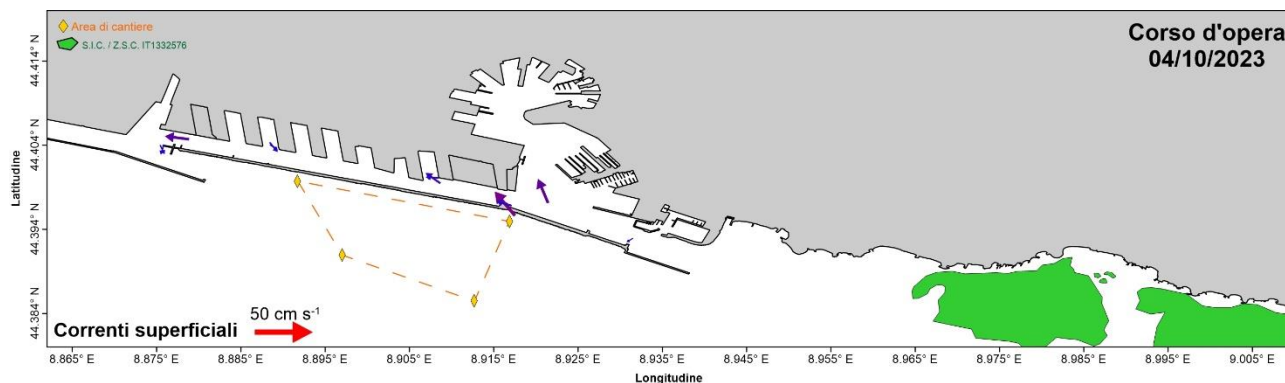 Area di cantiere
S.I.C. / Z.S.C. IT1332576
Corso d'opera
04/10/2023
44.414° N
44.404° N
44.394° N
44.384° N
Latitudine
Correnti superficiali
50 cm s⁻¹
8.865° E
8.875° E
8.885° E
8.895° E
8.905° E
8.915° E
8.925° E
8.935° E
8.945° E
8.955° E
8.965° E
8.975° E
8.985° E
8.995° E
9.005° E
Longitudine